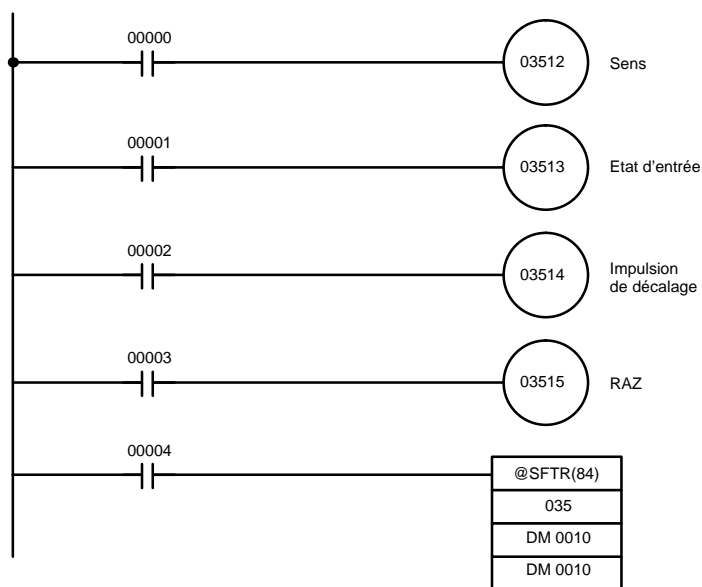 00000
03512
Sens
00001
03513
Etat d'entrée
00002
03514
Impulsion
de décalage
00003
03515
RAZ
00004
@SFTR(84)
035
DM 0010
DM 0010